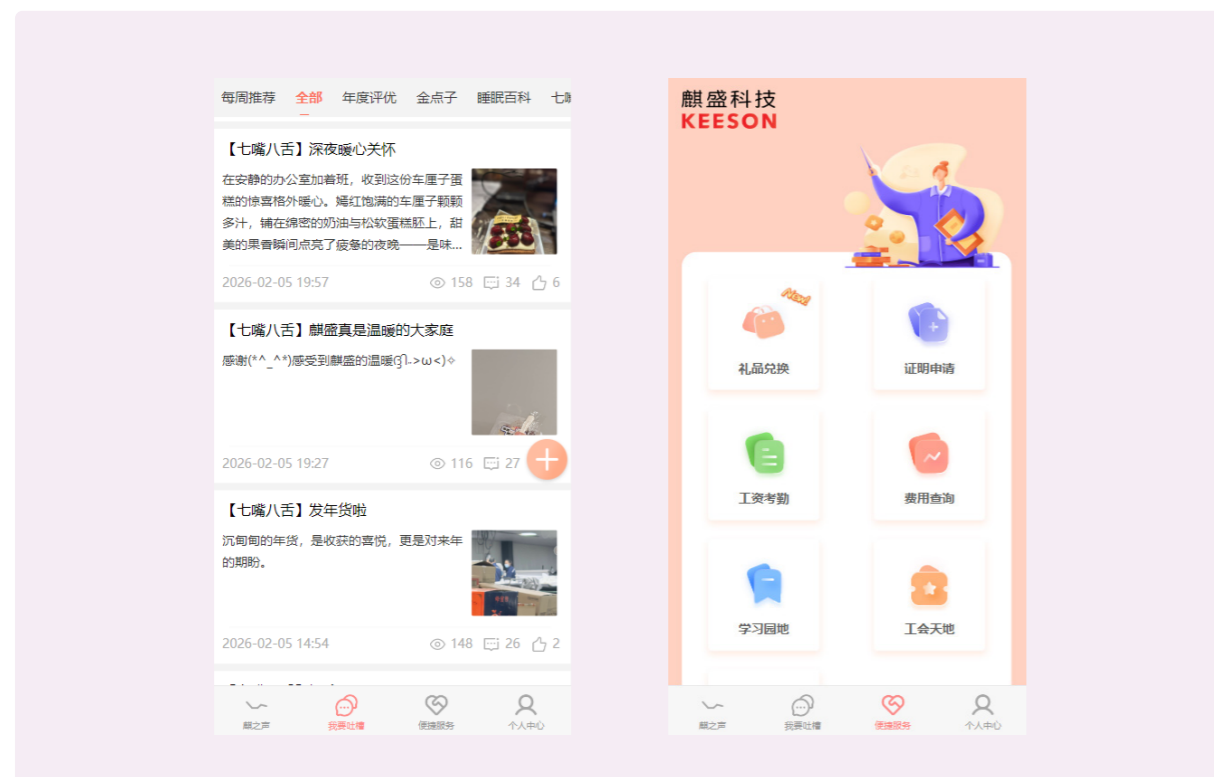 每周推荐 全部 年度评优 金点子 睡眠百科
【七嘴八舌】深夜暖心关怀
在安静的办公室加着班，收到这份车厘子蛋
糕的惊喜格外暖心。嫣红饱满的车厘子颗颗
多汁，铺在绵密的奶油与松软蛋糕胚上，甜
美的果香瞬间点亮了疲惫的夜晚——是味...
2026-02-05 19:57 158 34 6
【七嘴八舌】麒盛真是温暖的大家庭
感谢(*^_^*)感受到麒盛的温暖
2026-02-05 19:27 116 27
【七嘴八舌】发年货啦
沉甸甸的年货，是收获的喜悦，更是对来年
的期盼。
2026-02-05 14:54 148 26 2
麒之声 我要吐槽 便捷服务 个人中心
麒盛科技
KEESON
New
礼品兑换 证明申请
工资考勤 费用查询
学习园地 工会天地
麒之声 我要吐槽 便捷服务 个人中心